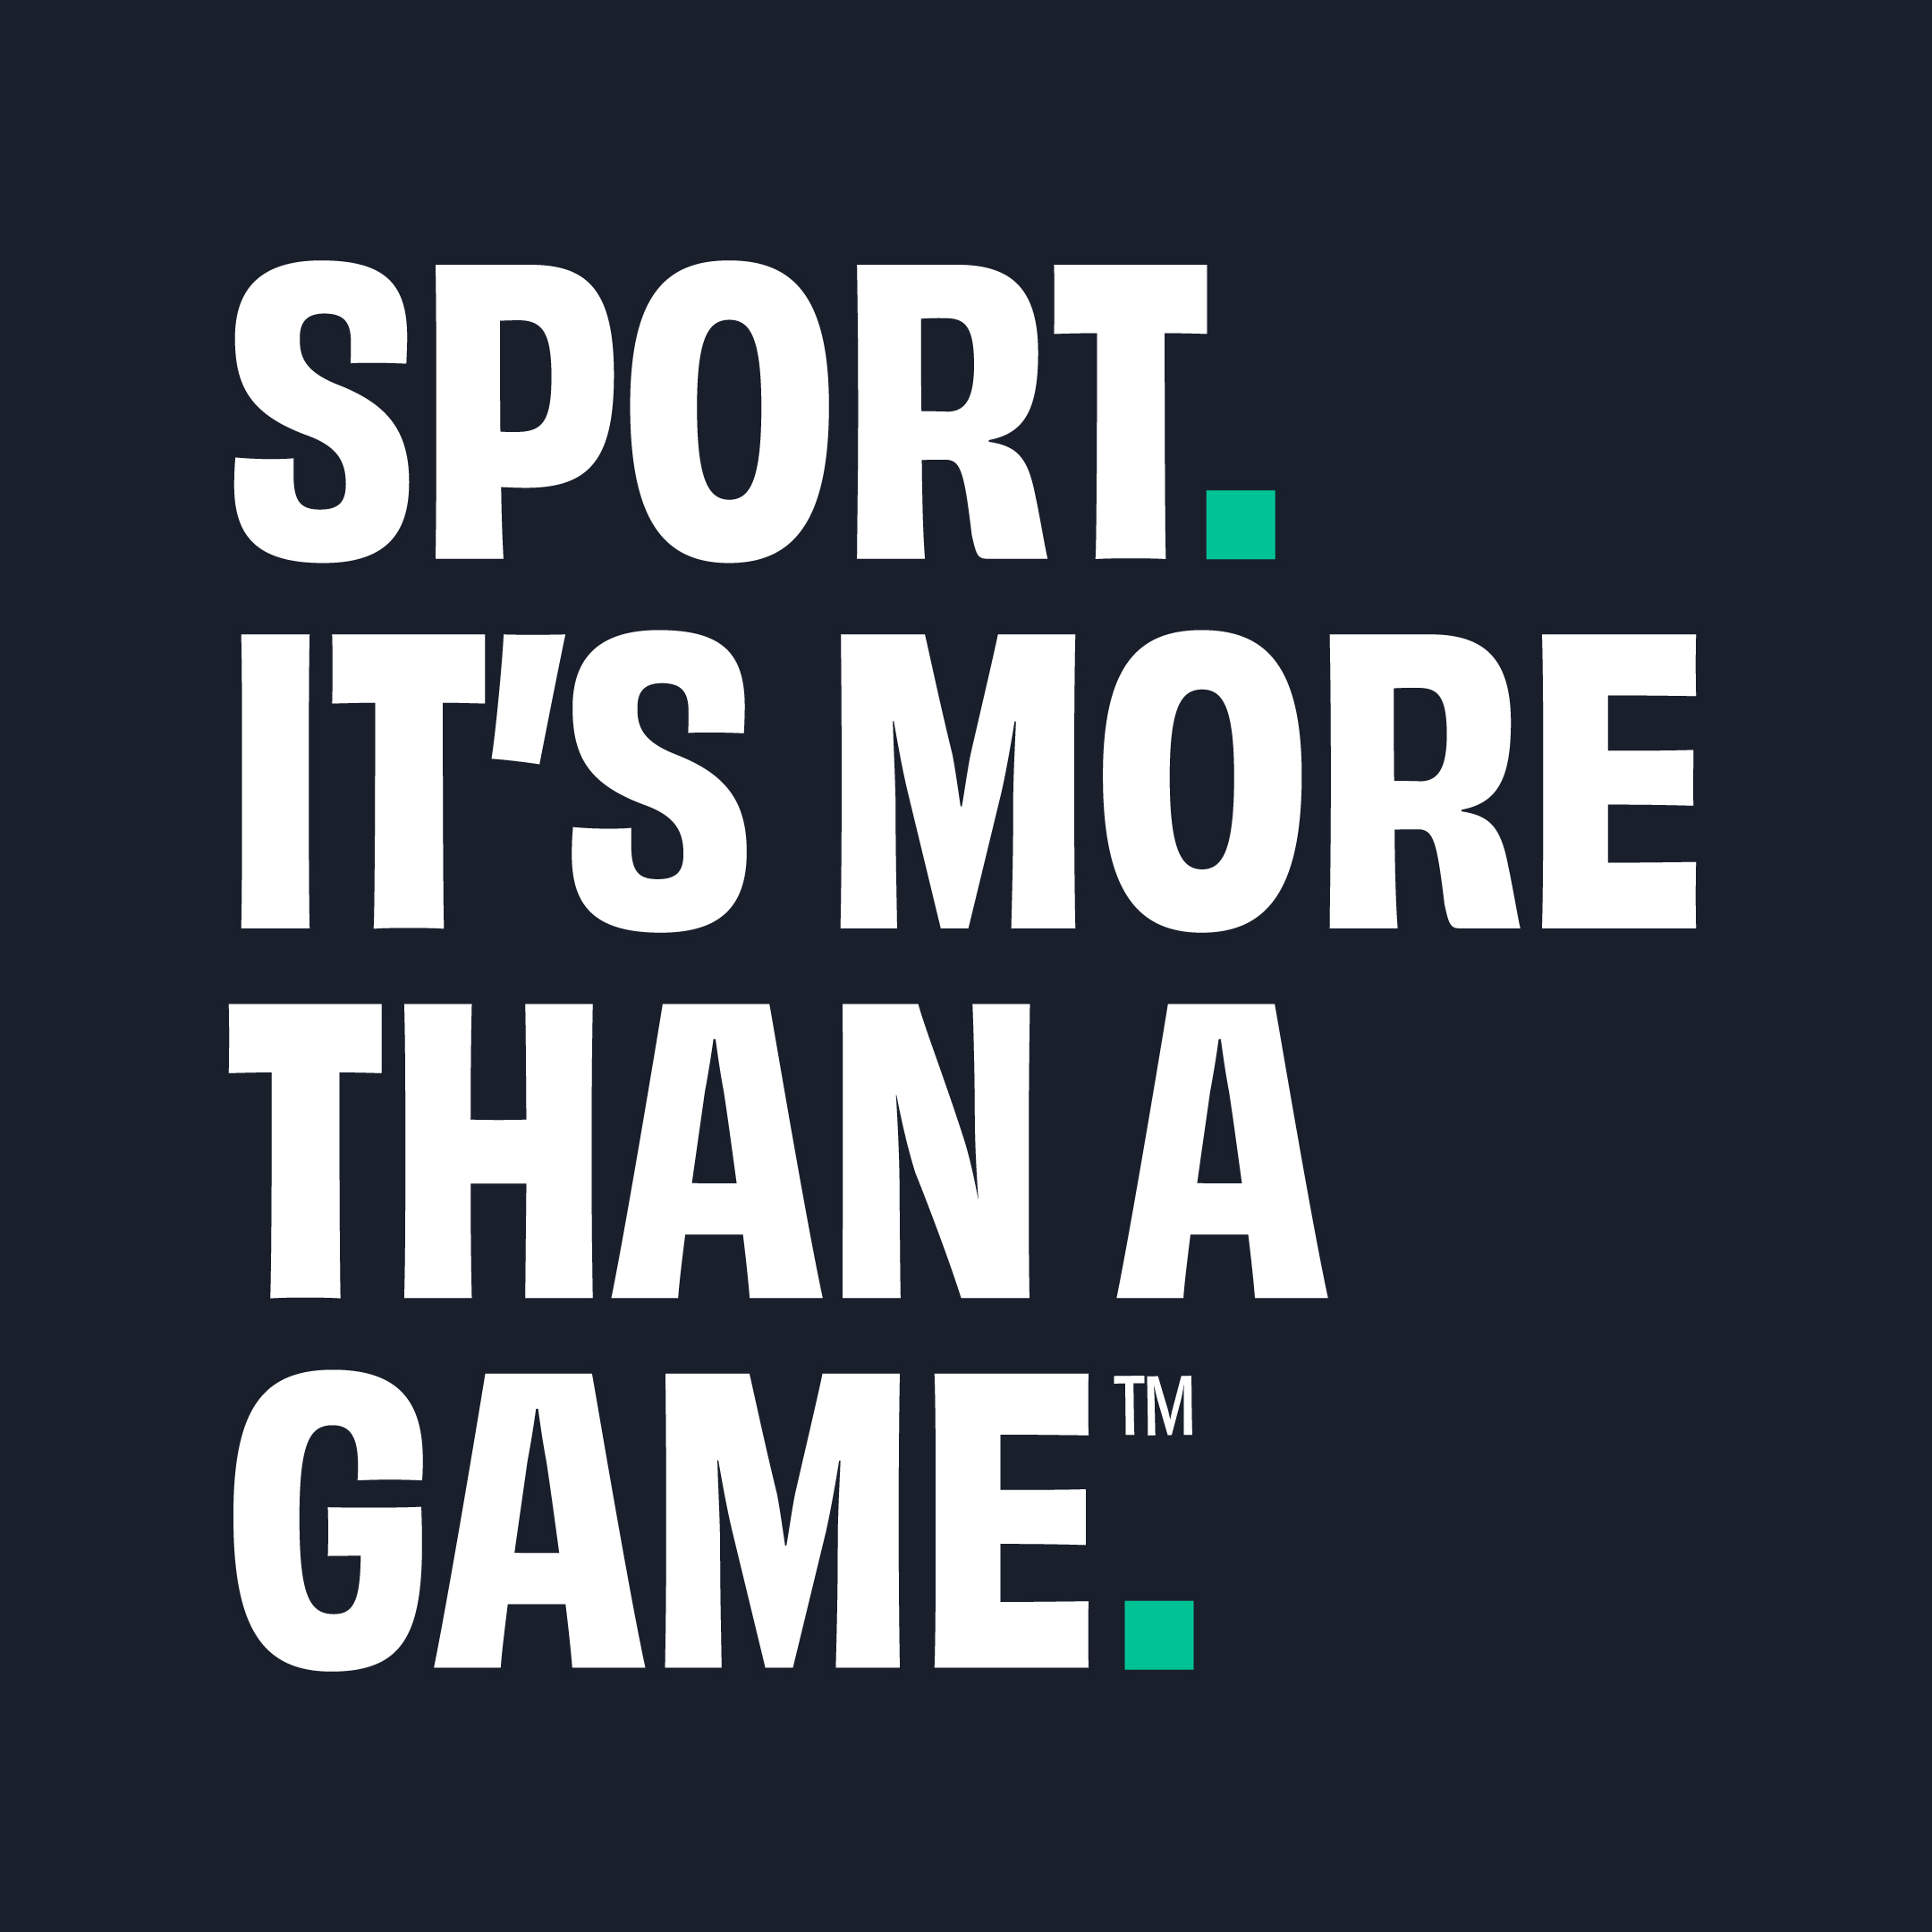 SPORT.
IT'S MORE
THAN A
GAME.™